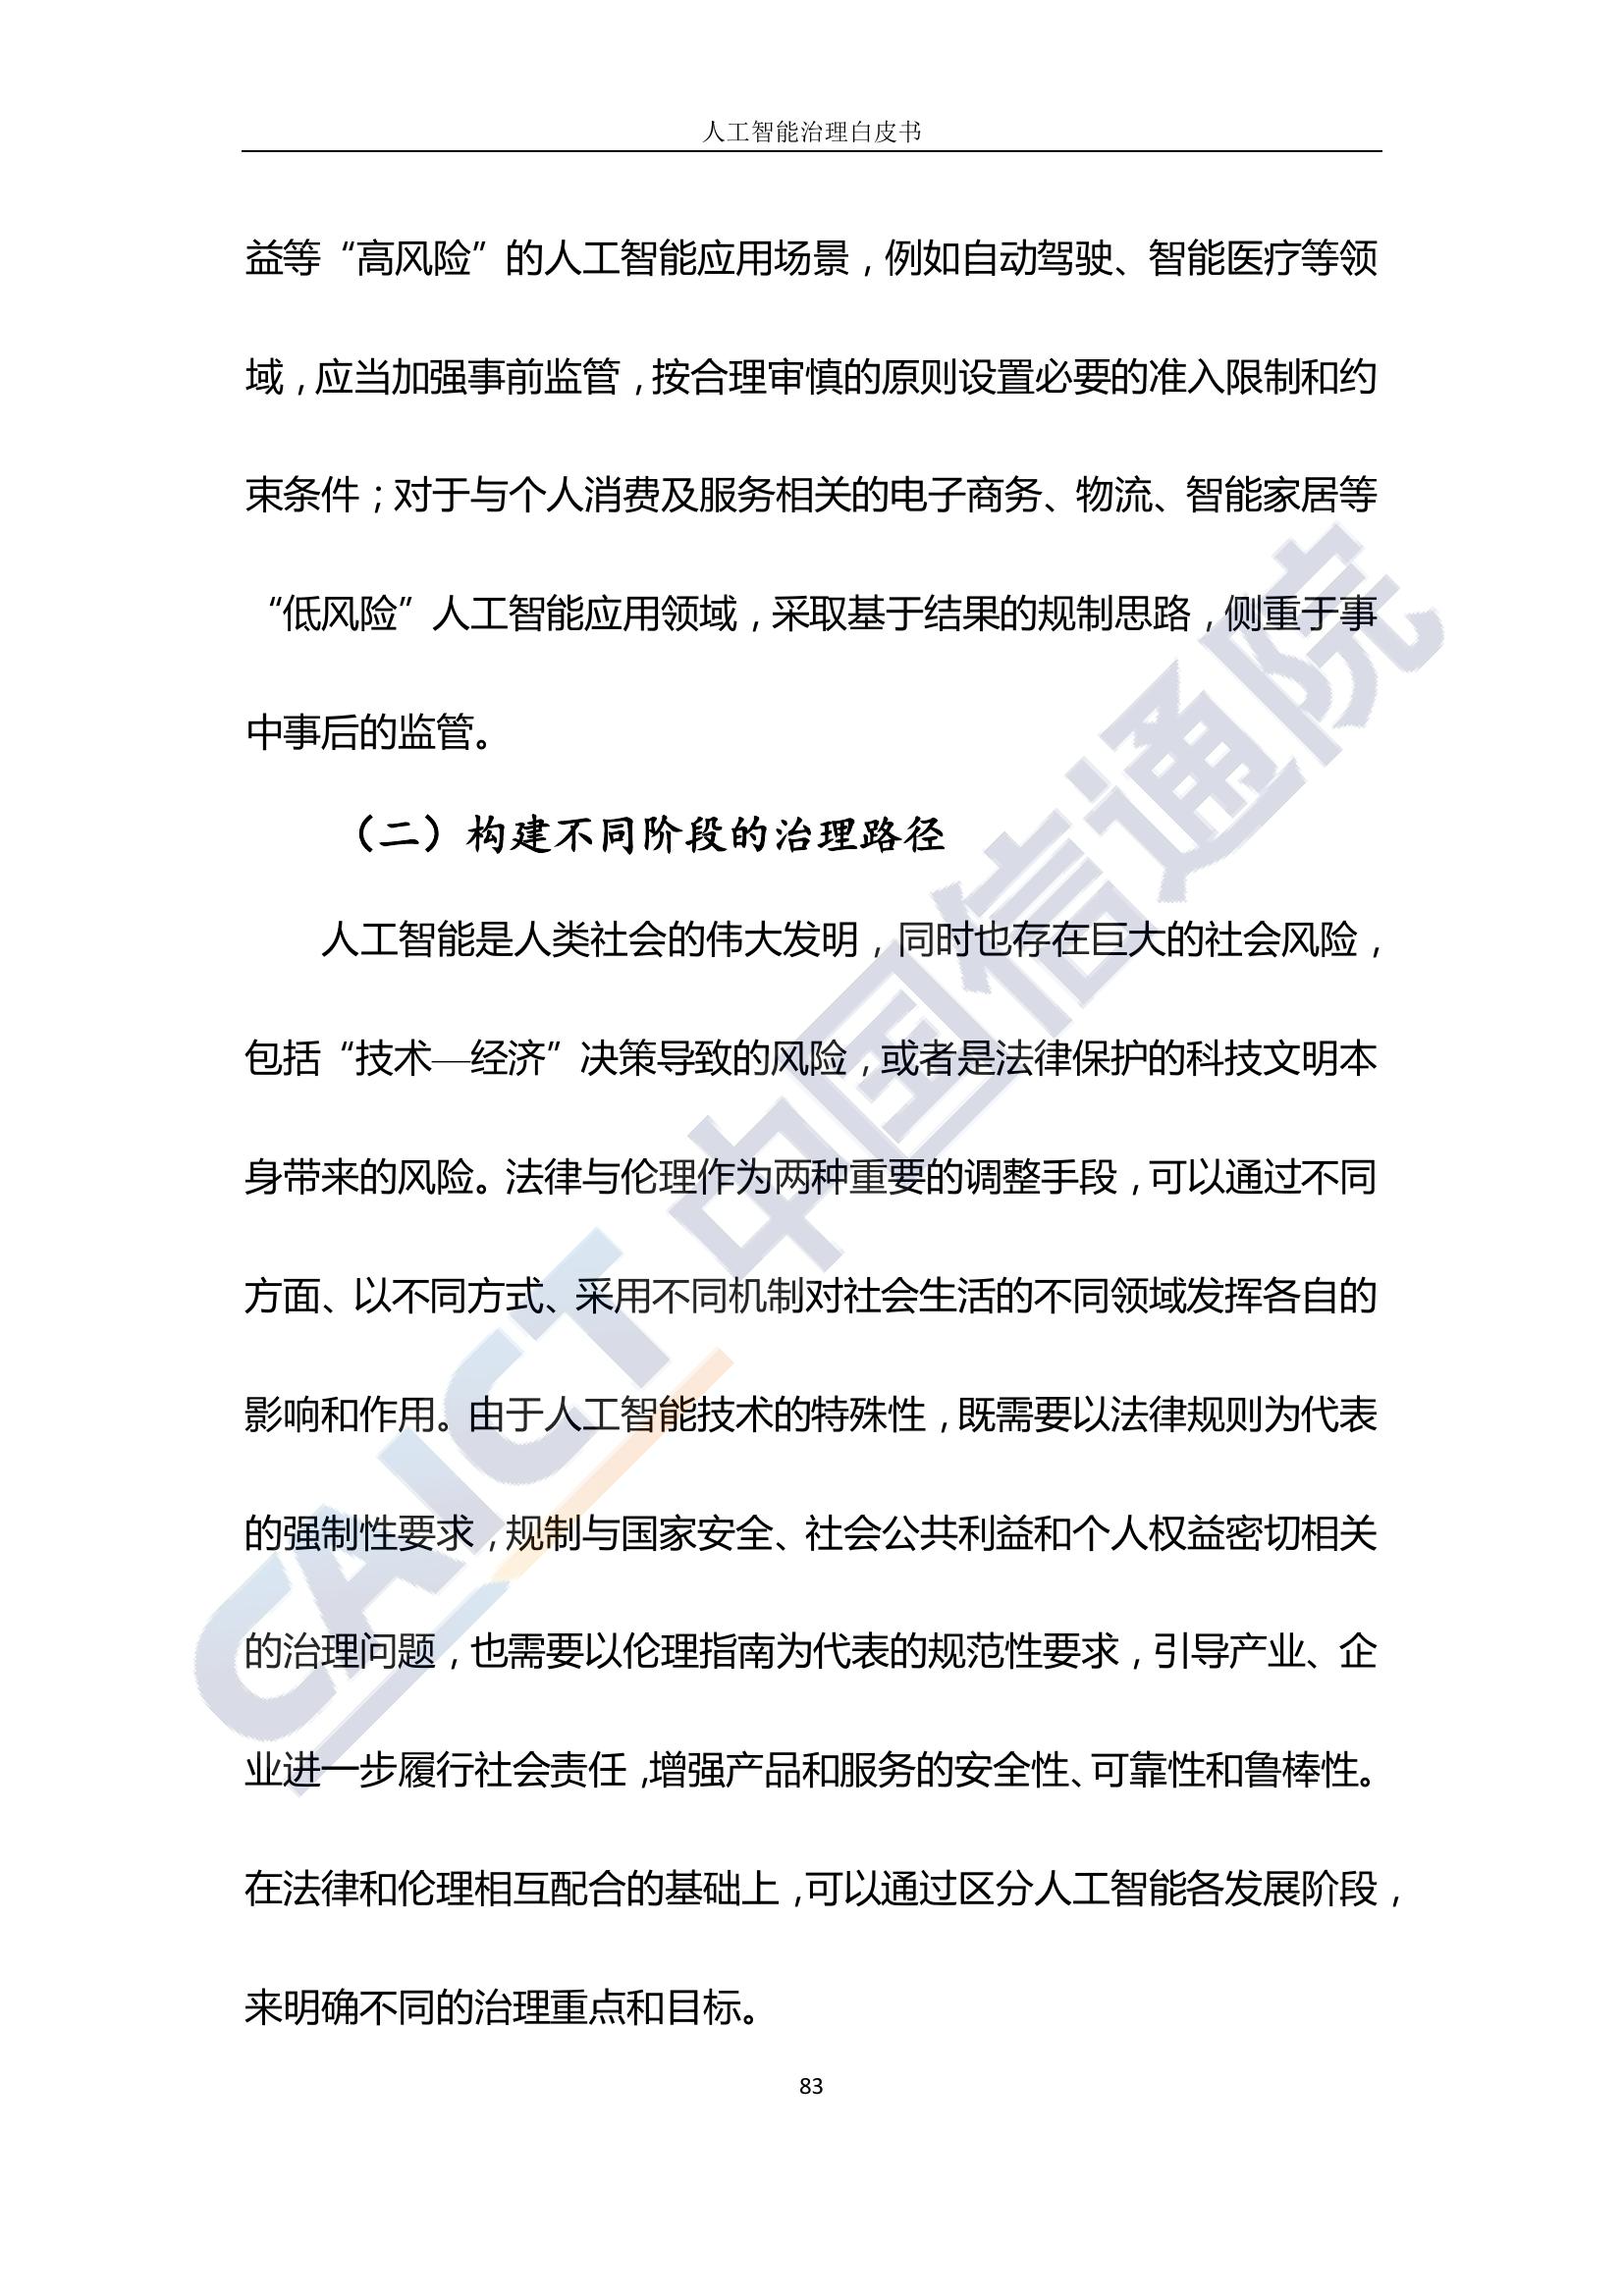 人工智能治理白皮书
益等“高风险”的人工智能应用场景，例如自动驾驶、智能医疗等领
域，应当加强事前监管，按合理审慎的原则设置必要的准入限制和约
束条件；对于与个人消费及服务相关的电子商务、物流、智能家居等
“低风险”人工智能应用领域，采取基于结果的规制思路，侧重于事
中事后的监管。
（二）构建不同阶段的治理路径
人工智能是人类社会的伟大发明，同时也存在巨大的社会风险，
包括“技术—经济”决策导致的风险，或者是法律保护的科技文明本
身带来的风险。法律与伦理作为两种重要的调整手段，可以通过不同
方面、以不同方式、采用不同机制对社会生活的不同领域发挥各自的
影响和作用。由于人工智能技术的特殊性，既需要以法律规则为代表
的强制性要求，规制与国家安全、社会公共利益和个人权益密切相关
的治理问题，也需要以伦理指南为代表的规范性要求，引导产业、企
业进一步履行社会责任，增强产品和服务的安全性、可靠性和鲁棒性。
在法律和伦理相互配合的基础上，可以通过区分人工智能各发展阶段，
来明确不同的治理重点和目标。
83
CAICT 中国信通院